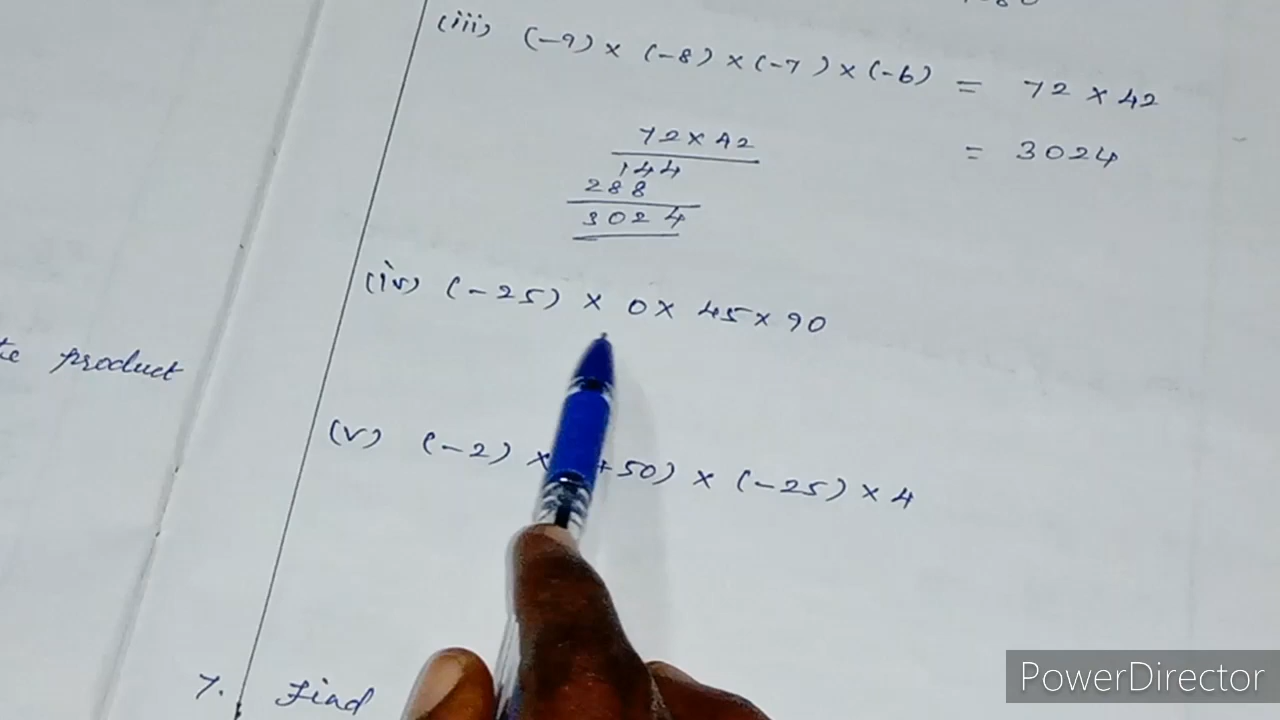 (iii) (-9) × (-8) × (-7) × (-6) = 72 × 42
72 × 42
= 3024
144
288
3024
(iv) (-25) × 0 × 45 × 90
product
(v) (-2) × +50) × (-25) × 4
7. Find
PowerDirector